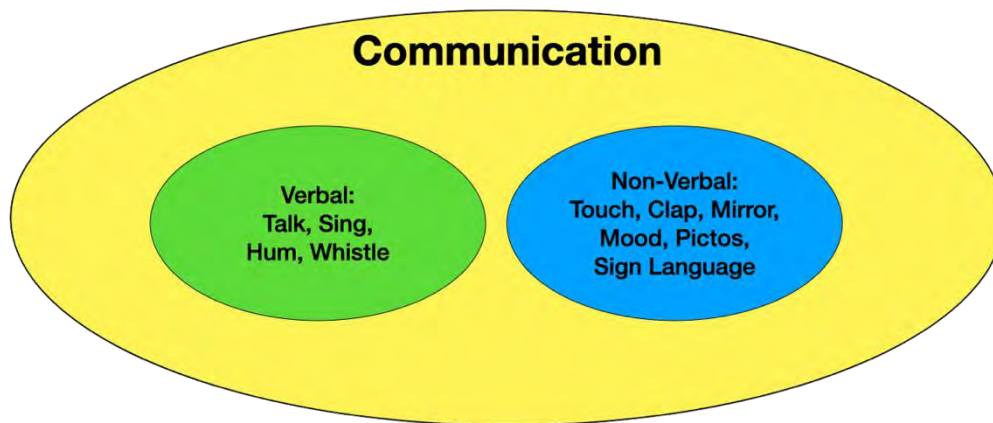 Communication
Verbal:
Talk, Sing,
Hum, Whistle
Non-Verbal:
Touch, Clap, Mirror,
Mood, Pictos,
Sign Language